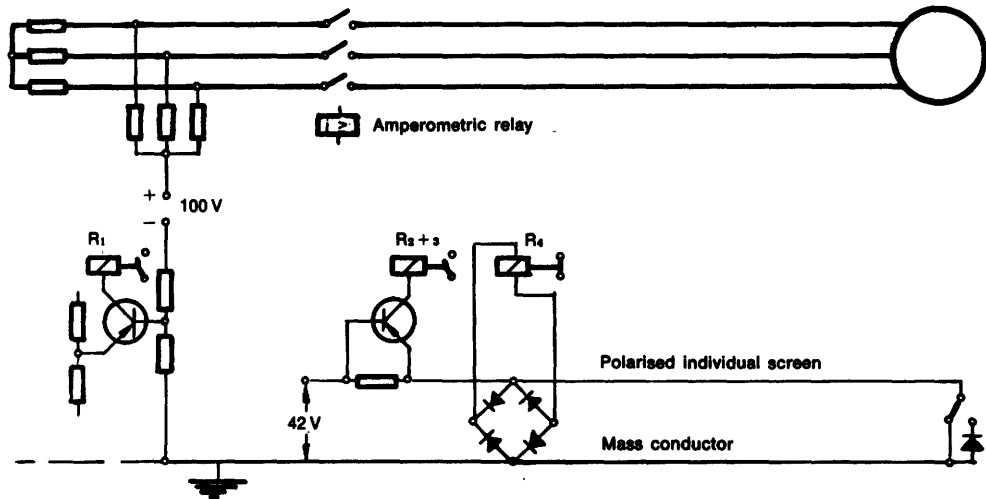 Amperometric relay
+
100 V
−
R₁
R₂ + ₃
R₄
Polarised individual screen
42 V
Mass conductor